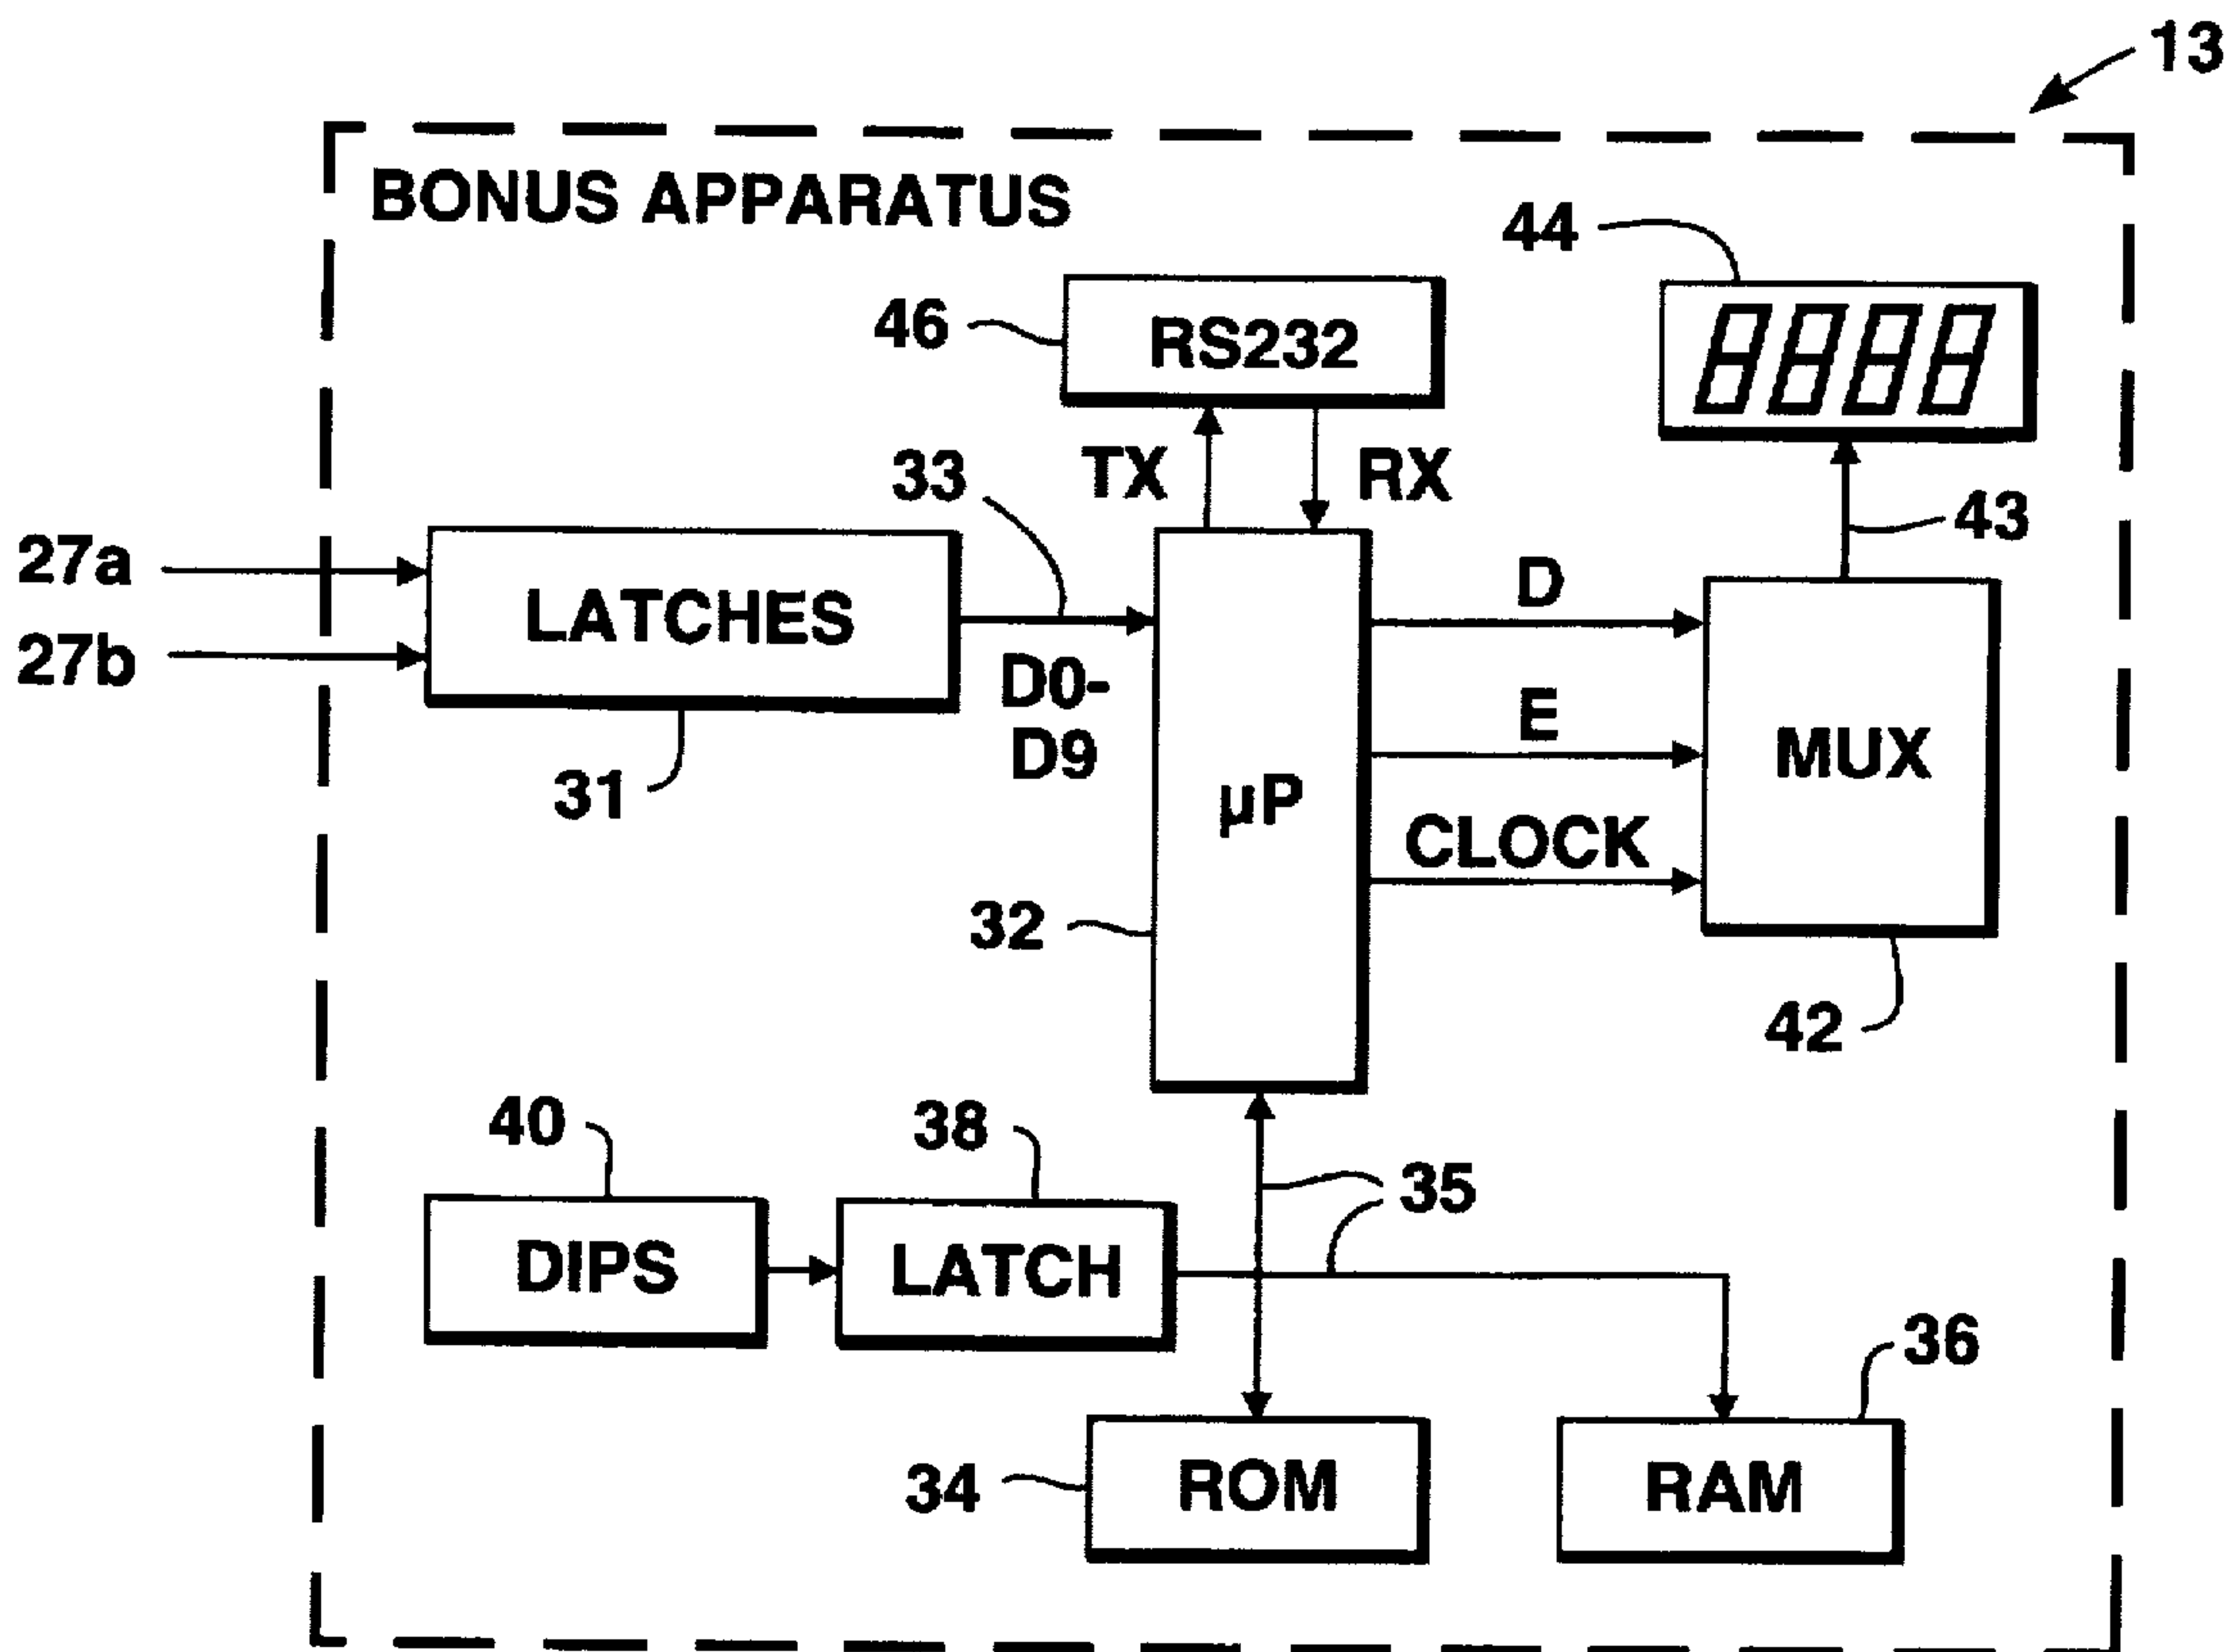 13
BONUS APPARATUS
44
8888
46
RS232
33
TX
RX
43
27a
LATCHES
D
27b
D0-
D9
E
MUX
31
µP
CLOCK
32
42
40
38
35
DIPS
LATCH
36
34
ROM
RAM